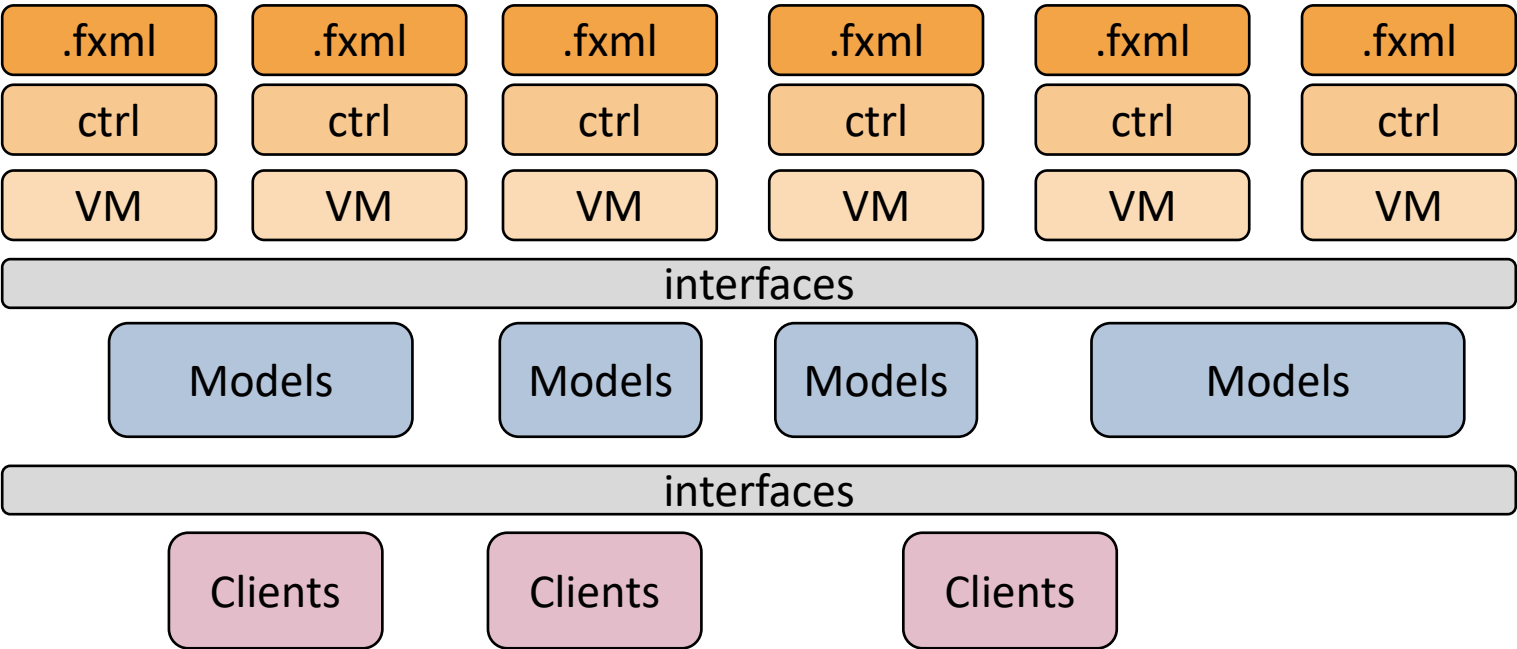 .fxml .fxml .fxml .fxml .fxml .fxml
ctrl ctrl ctrl ctrl ctrl ctrl
VM VM VM VM VM VM
interfaces
Models Models Models Models
interfaces
Clients Clients Clients